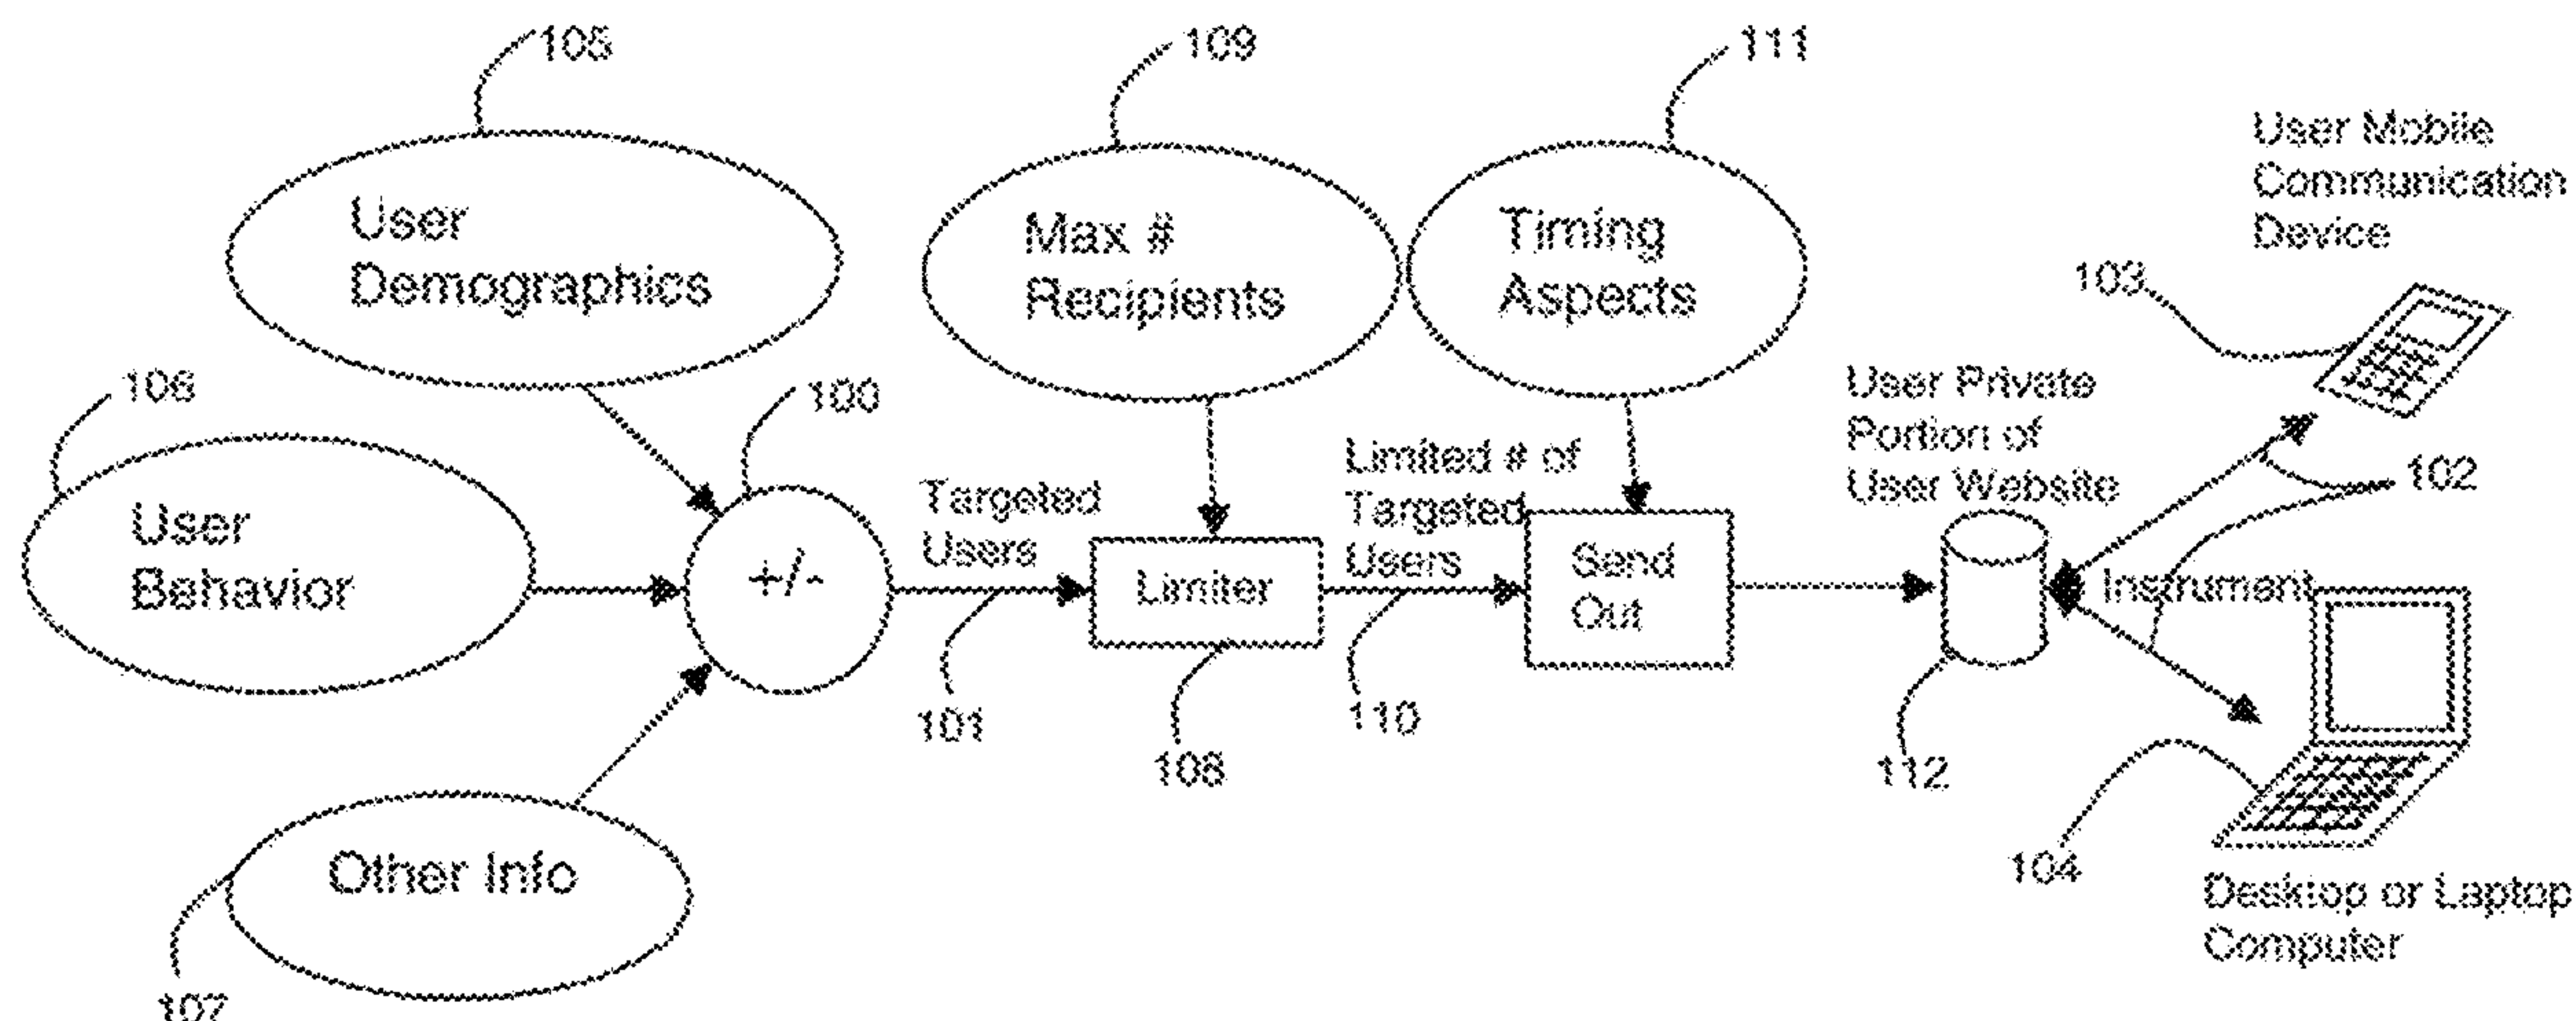 105
109
111
User Mobile
Communication
Device
User
Demographics
Max #
Recipients
Timing
Aspects
103
106
100
User Private
Portion of
User Website
102
User
Behavior
+/-
Targeted
Users
Limiter
Limited # of
Targeted
Users
Send
Out
Instrument
101
108
110
112
104
Other Info
107
Desktop or Laptop
Computer